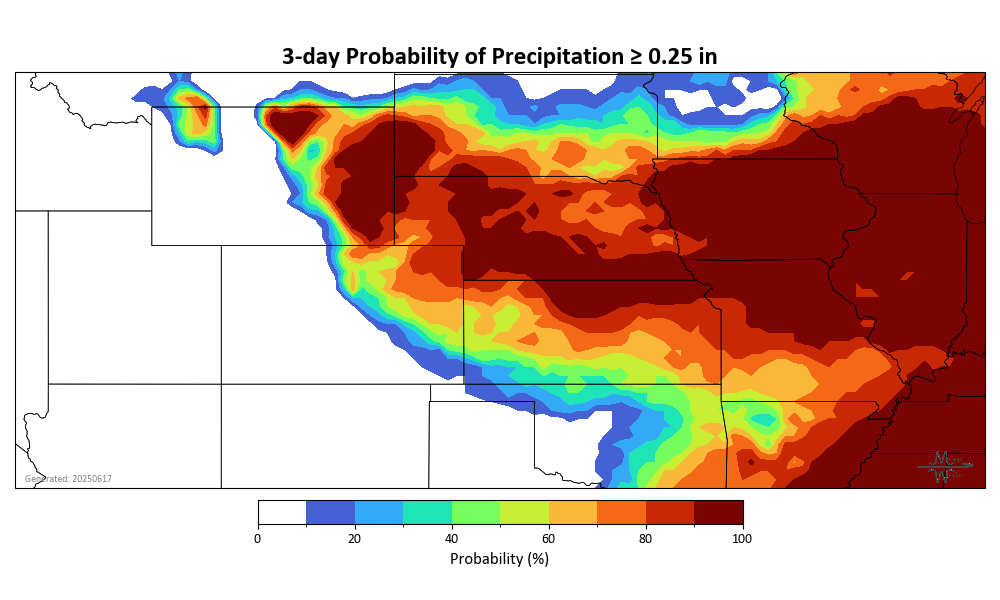 3-day Probability of Precipitation ≥ 0.25 in
Generated: 20250617
0 20 40 60 80 100
Probability (%)